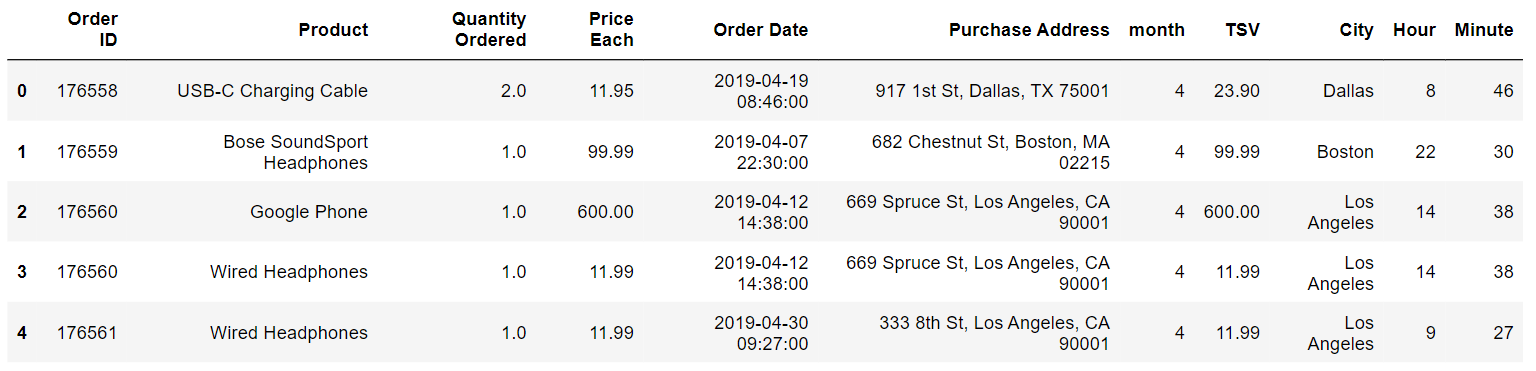 Order ID Product Quantity Ordered Price Each Order Date Purchase Address month TSV City Hour Minute
0 176558 USB-C Charging Cable 2.0 11.95 2019-04-19 08:46:00 917 1st St, Dallas, TX 75001 4 23.90 Dallas 8 46
1 176559 Bose SoundSport Headphones 1.0 99.99 2019-04-07 22:30:00 682 Chestnut St, Boston, MA 02215 4 99.99 Boston 22 30
2 176560 Google Phone 1.0 600.00 2019-04-12 14:38:00 669 Spruce St, Los Angeles, CA 90001 4 600.00 Los Angeles 14 38
3 176560 Wired Headphones 1.0 11.99 2019-04-12 14:38:00 669 Spruce St, Los Angeles, CA 90001 4 11.99 Los Angeles 14 38
4 176561 Wired Headphones 1.0 11.99 2019-04-30 09:27:00 333 8th St, Los Angeles, CA 90001 4 11.99 Los Angeles 9 27